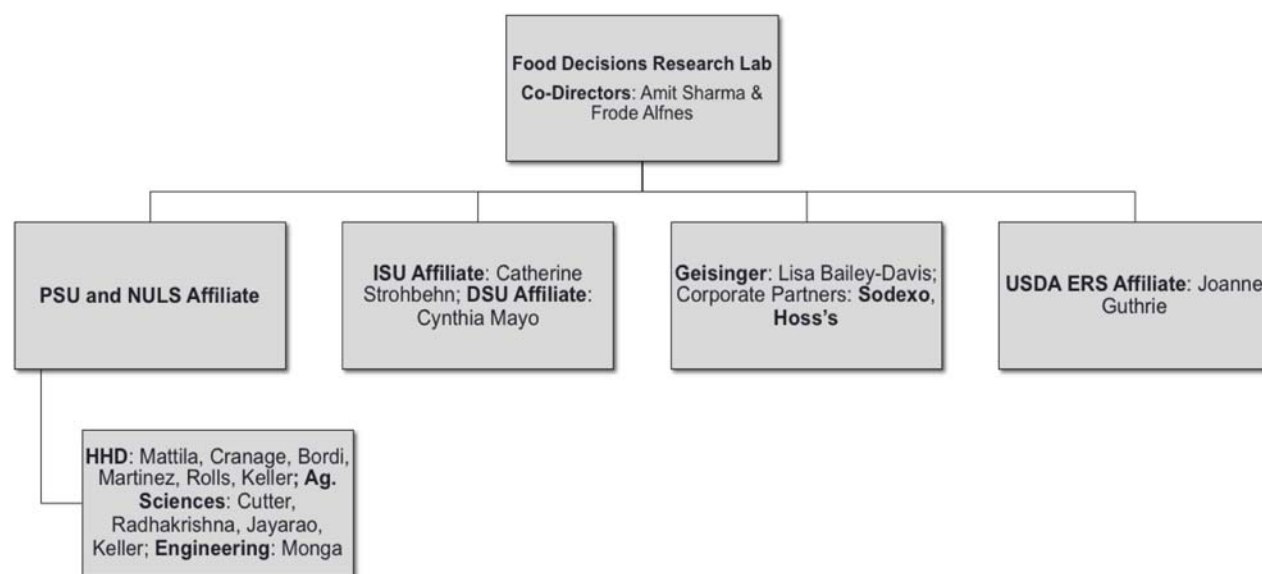 Food Decisions Research Lab
Co-Directors: Amit Sharma &
Frode Alfnes
PSU and NULS Affiliate
ISU Affiliate: Catherine
Strohbehn; DSU Affiliate:
Cynthia Mayo
Geisinger: Lisa Bailey-Davis;
Corporate Partners: Sodexo,
Hoss's
USDA ERS Affiliate: Joanne
Guthrie
HHD: Mattila, Cranage, Bordi,
Martinez, Rolls, Keller; Ag.
Sciences: Cutter,
Radhakrishna, Jayarao,
Keller; Engineering: Monga